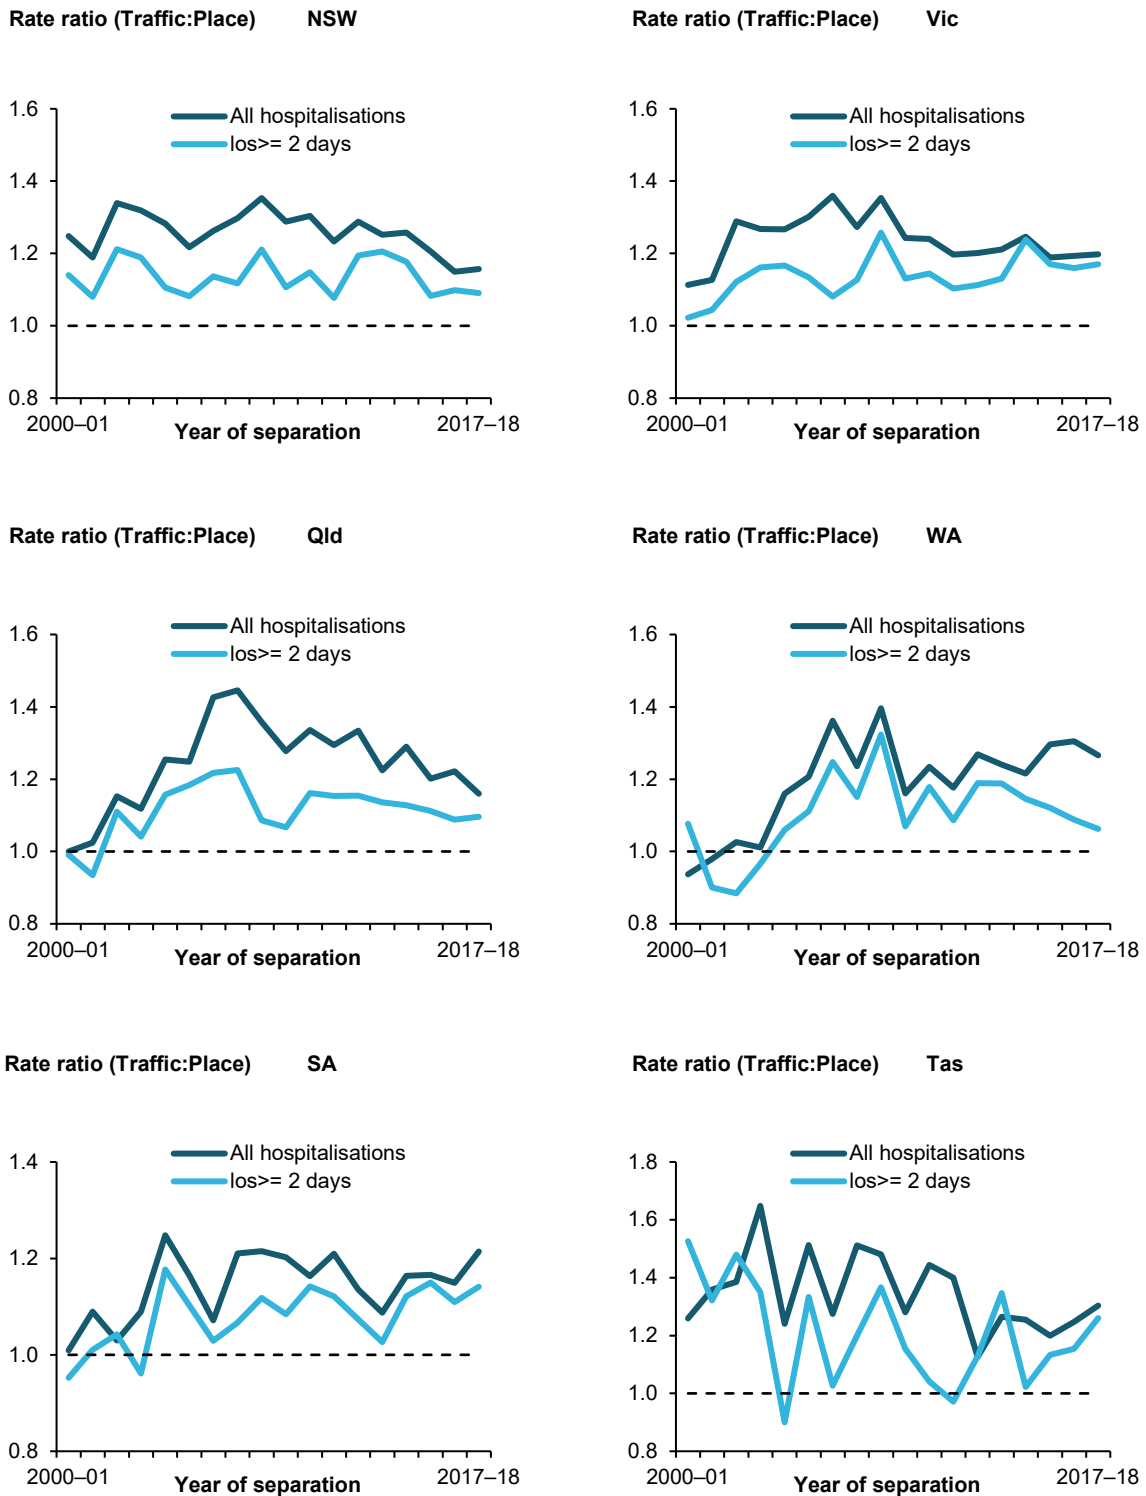 Rate ratio (Traffic:Place) NSW
All hospitalisations
los>= 2 days
1.6
1.4
1.2
1.0
0.8
2000–01
Year of separation
2017–18
Rate ratio (Traffic:Place) Vic
All hospitalisations
los>= 2 days
1.6
1.4
1.2
1.0
0.8
2000–01
Year of separation
2017–18
Rate ratio (Traffic:Place) Qld
All hospitalisations
los>= 2 days
1.6
1.4
1.2
1.0
0.8
2000–01
Year of separation
2017–18
Rate ratio (Traffic:Place) WA
All hospitalisations
los>= 2 days
1.6
1.4
1.2
1.0
0.8
2000–01
Year of separation
2017–18
Rate ratio (Traffic:Place) SA
All hospitalisations
los>= 2 days
1.4
1.2
1.0
0.8
2000–01
Year of separation
2017–18
Rate ratio (Traffic:Place) Tas
All hospitalisations
los>= 2 days
1.8
1.6
1.4
1.2
1.0
0.8
2000–01
Year of separation
2017–18